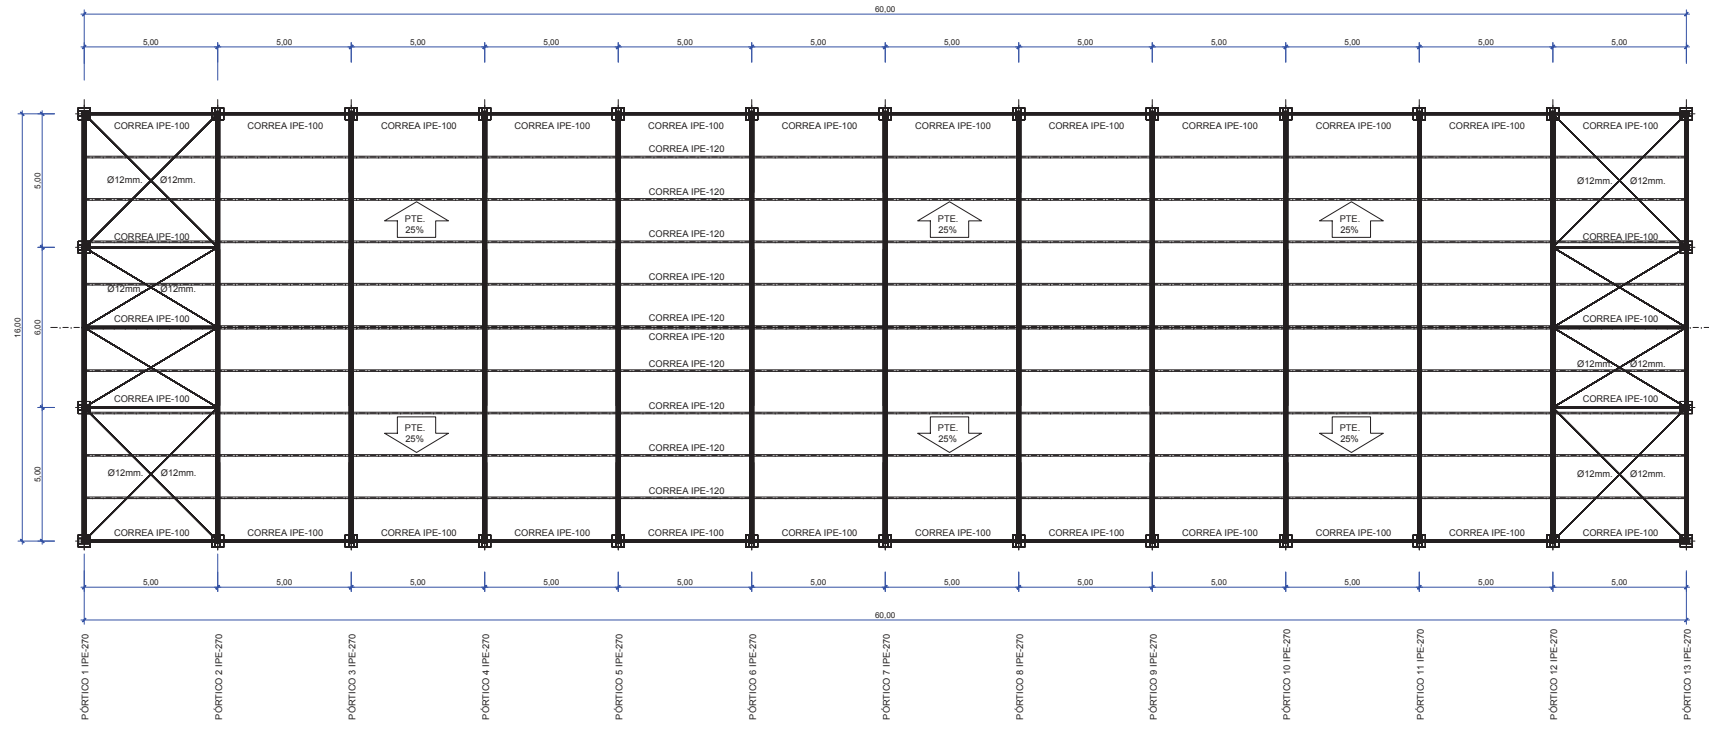 60,00
5,00 5,00 5,00 5,00 5,00 5,00 5,00 5,00 5,00 5,00 5,00 5,00
CORREA IPE-100 CORREA IPE-100 CORREA IPE-100 CORREA IPE-100 CORREA IPE-100 CORREA IPE-100 CORREA IPE-100 CORREA IPE-100 CORREA IPE-100 CORREA IPE-100 CORREA IPE-100 CORREA IPE-100
CORREA IPE-120
5,00 Ø12mm. Ø12mm. Ø12mm. Ø12mm.
CORREA IPE-120
PTE. PTE. PTE.
25% 25% 25%
CORREA IPE-100 CORREA IPE-120 CORREA IPE-100
CORREA IPE-120
Ø12mm. Ø12mm.
CORREA IPE-100 CORREA IPE-120 CORREA IPE-100
16,00 6,00
CORREA IPE-120
CORREA IPE-120 Ø12mm. Ø12mm.
CORREA IPE-100 CORREA IPE-120 CORREA IPE-100
PTE. PTE. PTE.
25% 25% 25%
CORREA IPE-120
5,00 Ø12mm. Ø12mm. Ø12mm. Ø12mm.
CORREA IPE-120
CORREA IPE-100 CORREA IPE-100 CORREA IPE-100 CORREA IPE-100 CORREA IPE-100 CORREA IPE-100 CORREA IPE-100 CORREA IPE-100 CORREA IPE-100 CORREA IPE-100 CORREA IPE-100 CORREA IPE-100
5,00 5,00 5,00 5,00 5,00 5,00 5,00 5,00 5,00 5,00 5,00 5,00
60,00
PÓRTICO 1 IPE-270
PÓRTICO 2 IPE-270
PÓRTICO 3 IPE-270
PÓRTICO 4 IPE-270
PÓRTICO 5 IPE-270
PÓRTICO 6 IPE-270
PÓRTICO 7 IPE-270
PÓRTICO 8 IPE-270
PÓRTICO 9 IPE-270
PÓRTICO 10 IPE-270
PÓRTICO 11 IPE-270
PÓRTICO 12 IPE-270
PÓRTICO 13 IPE-270